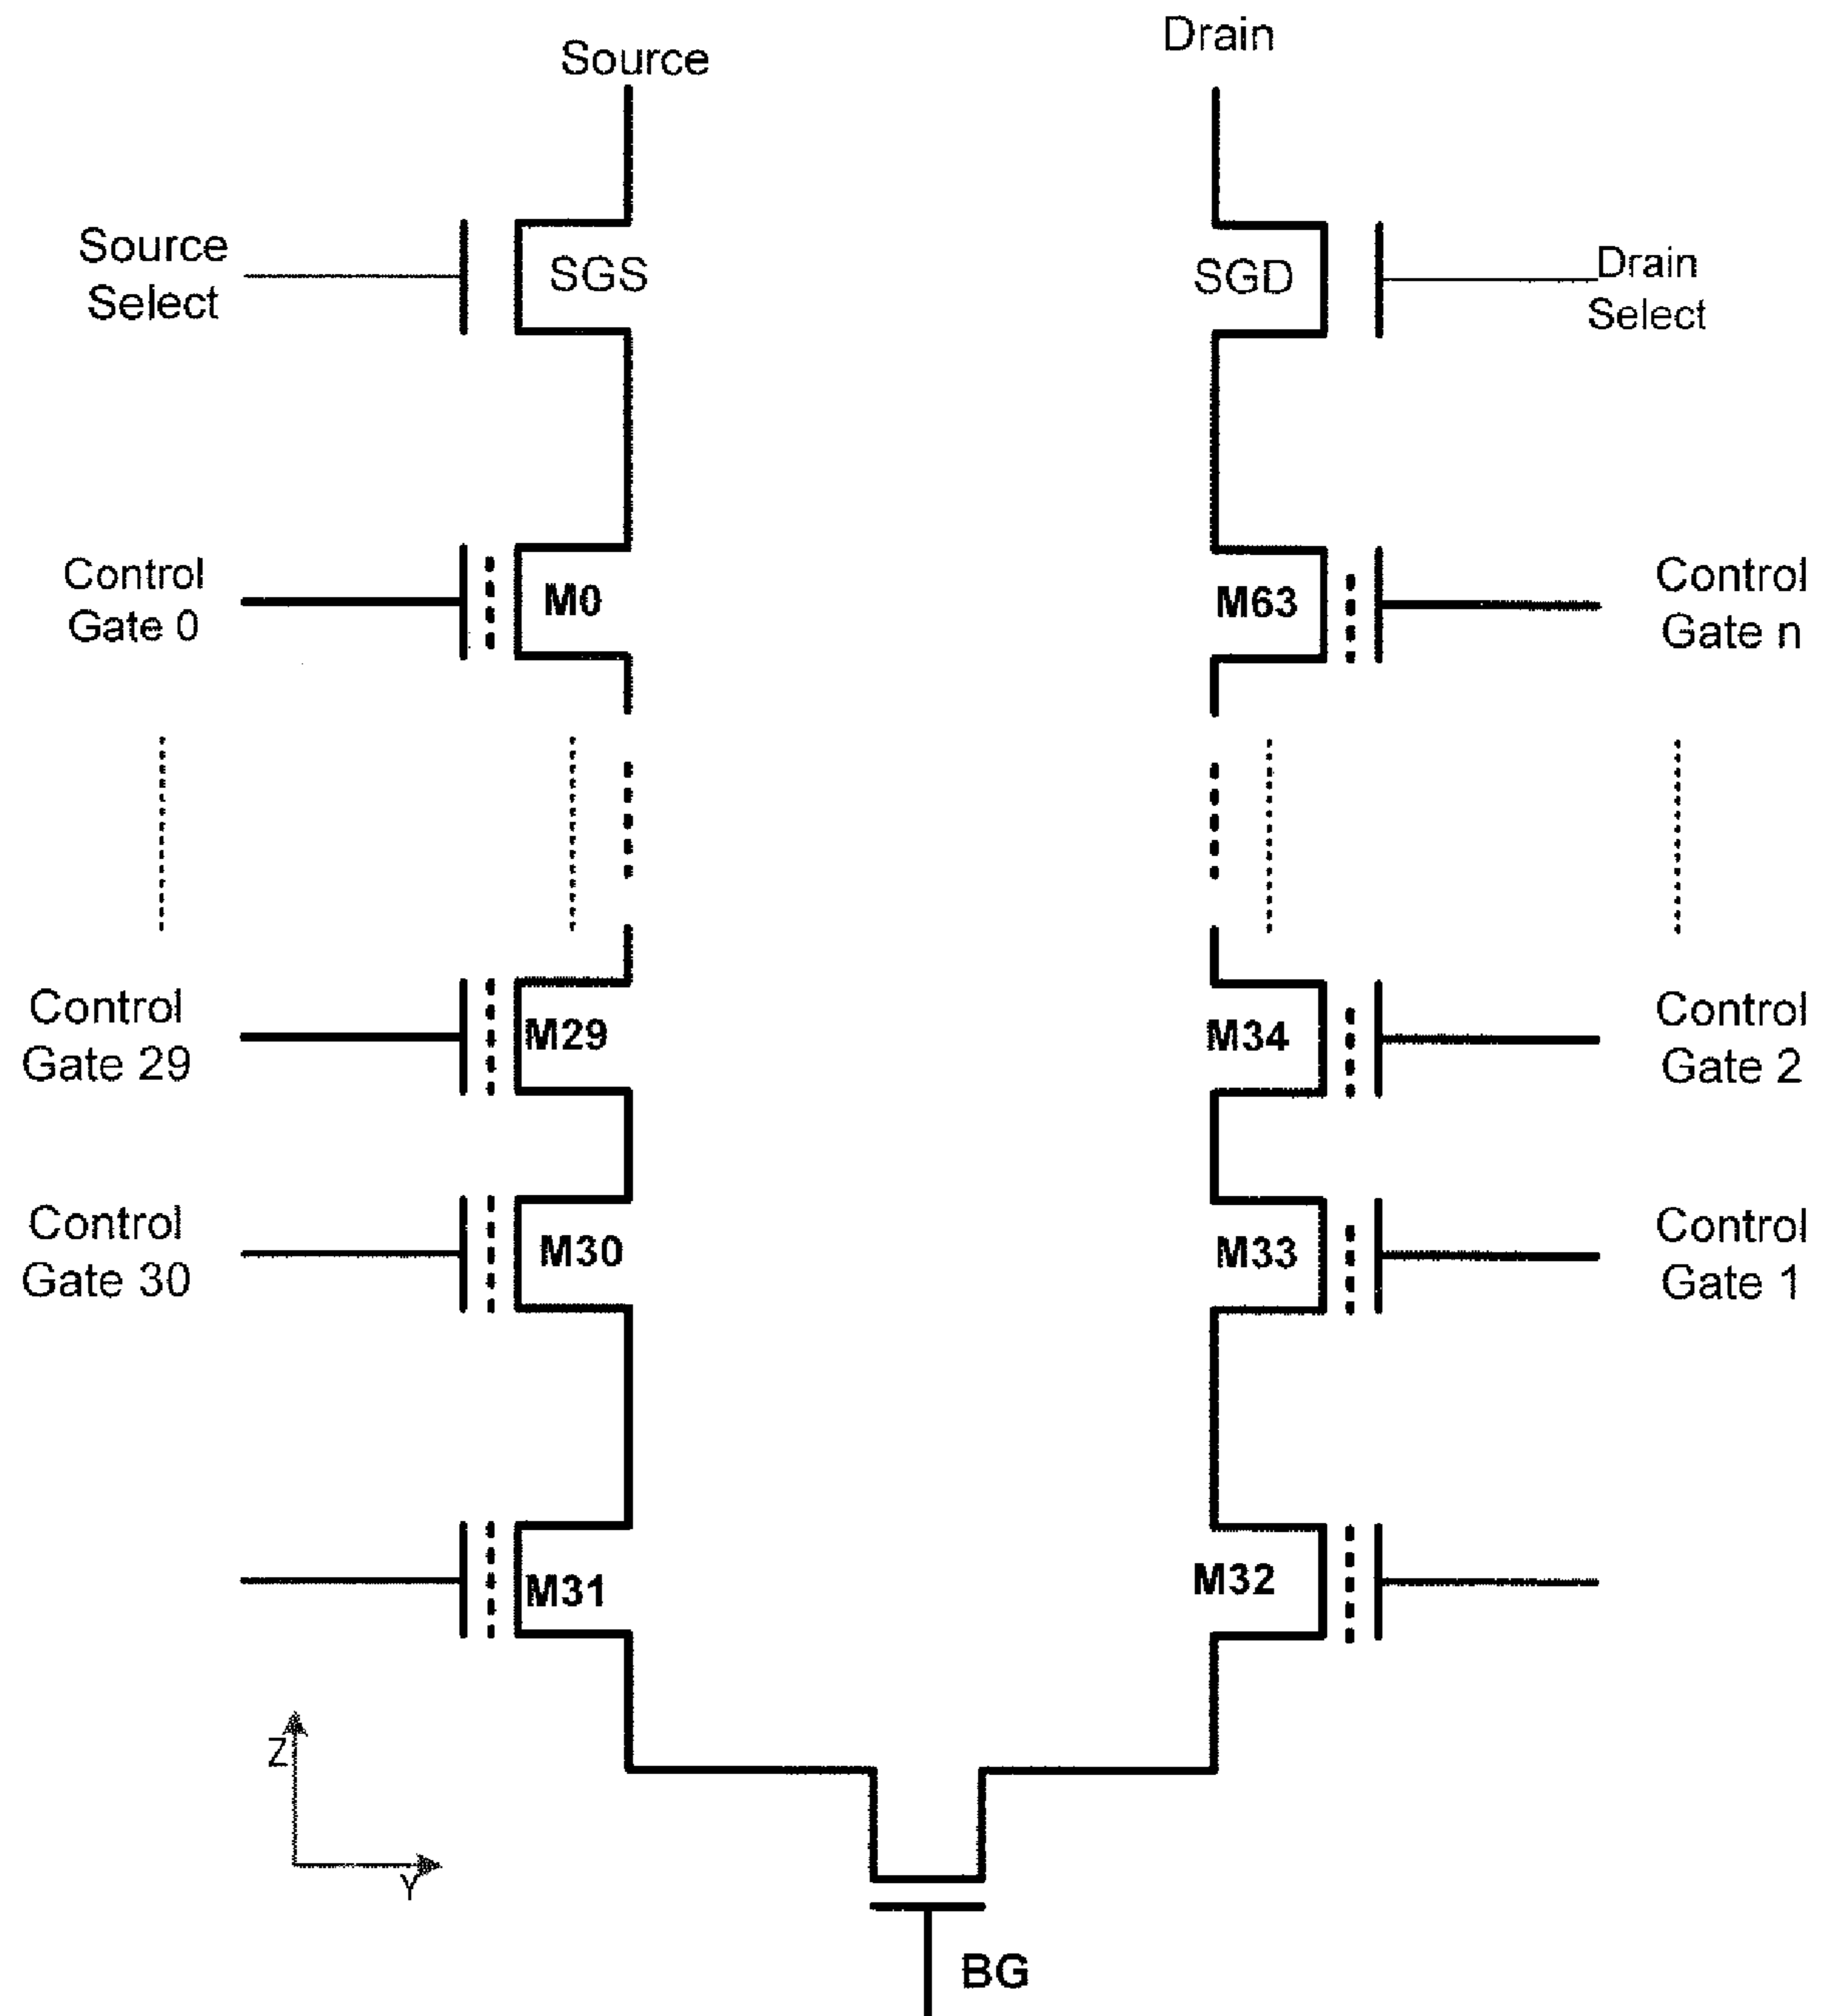 Source
Drain
Source
Select
SGS
SGD
Drain
Select
Control
Gate 0
M0
M63
Control
Gate n
Control
Gate 29
M29
M34
Control
Gate 2
Control
Gate 30
M30
M33
Control
Gate 1
M31
M32
Z
Y
BG